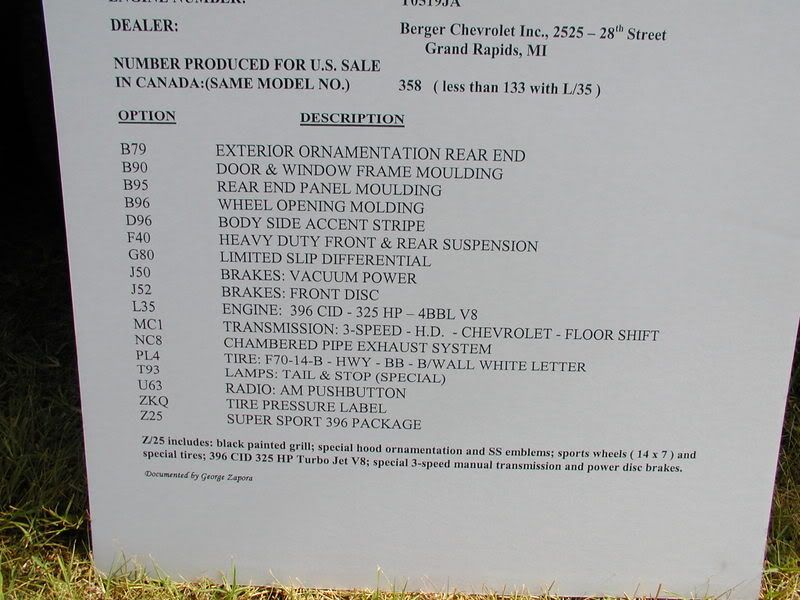 ENGINE NUMBER: T0519JA
DEALER: Berger Chevrolet Inc., 2525 – 28th Street
Grand Rapids, MI
NUMBER PRODUCED FOR U.S. SALE
IN CANADA:(SAME MODEL NO.) 358 ( less than 133 with L/35 )
OPTION DESCRIPTION
B79 EXTERIOR ORNAMENTATION REAR END
B90 DOOR & WINDOW FRAME MOULDING
B95 REAR END PANEL MOULDING
B96 WHEEL OPENING MOLDING
D96 BODY SIDE ACCENT STRIPE
F40 HEAVY DUTY FRONT & REAR SUSPENSION
G80 LIMITED SLIP DIFFERENTIAL
J50 BRAKES: VACUUM POWER
J52 BRAKES: FRONT DISC
L35 ENGINE: 396 CID - 325 HP – 4BBL V8
MC1 TRANSMISSION: 3-SPEED - H.D. - CHEVROLET - FLOOR SHIFT
NC8 CHAMBERED PIPE EXHAUST SYSTEM
PL4 TIRE: F70-14-B - HWY - BB - B/WALL WHITE LETTER
T93 LAMPS: TAIL & STOP (SPECIAL)
U63 RADIO: AM PUSHBUTTON
ZKQ TIRE PRESSURE LABEL
Z25 SUPER SPORT 396 PACKAGE
Z/25 includes: black painted grill; special hood ornamentation and SS emblems; sports wheels ( 14 x 7 ) and
special tires; 396 CID 325 HP Turbo Jet V8; special 3-speed manual transmission and power disc brakes.
Documented by George Zapora